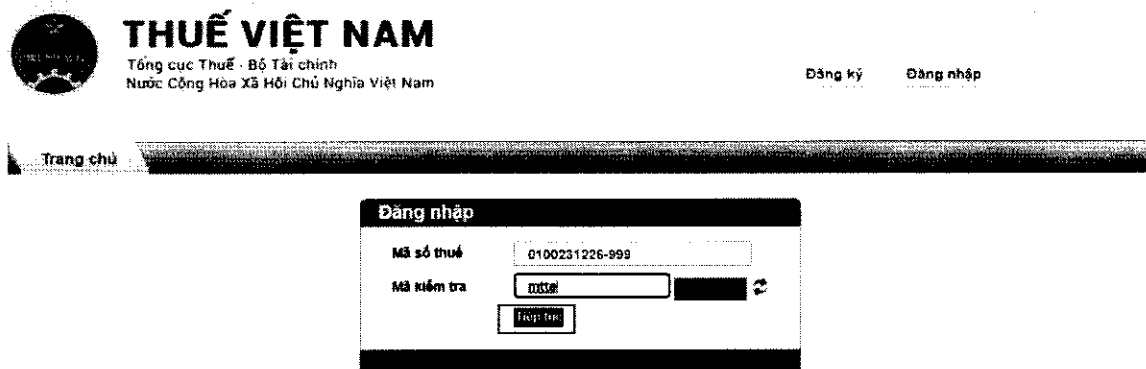 THUẾ VIỆT NAM
Tổng cục Thuế - Bộ Tài chính
Nước Cộng Hòa Xã Hội Chủ Nghĩa Việt Nam
Đăng ký Đăng nhập
Trang chủ
Đăng nhập
Mã số thuế 0100231226-999
Mã kiểm tra
Tiếp tục